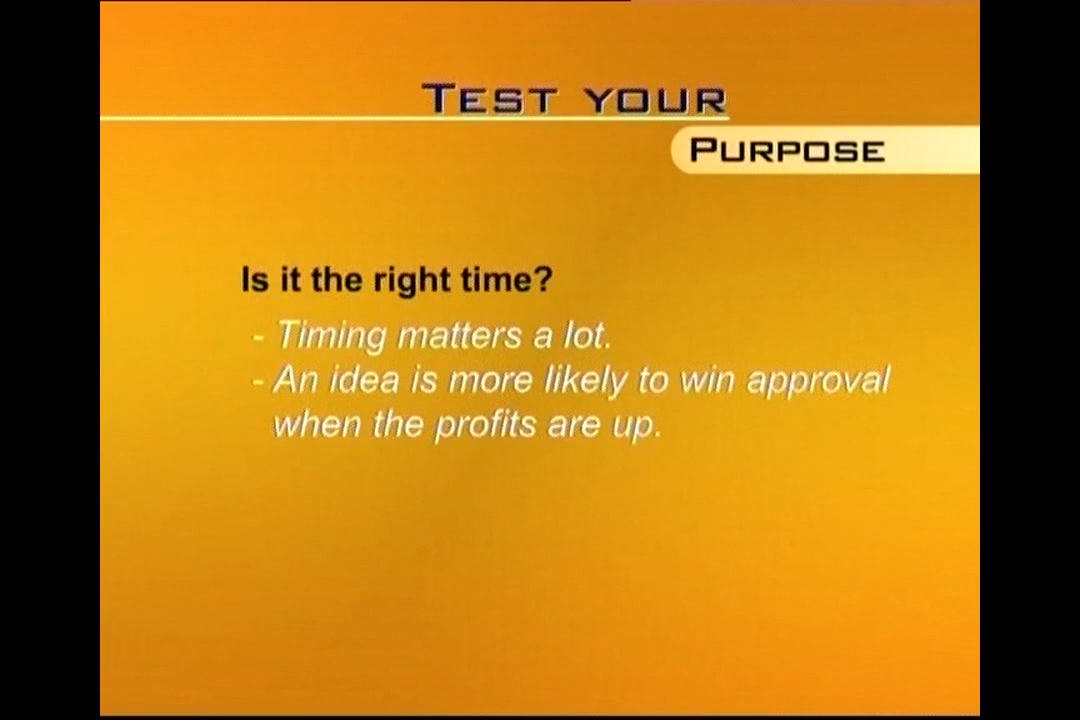 TEST YOUR
PURPOSE
Is it the right time?
- Timing matters a lot.
- An idea is more likely to win approval
when the profits are up.